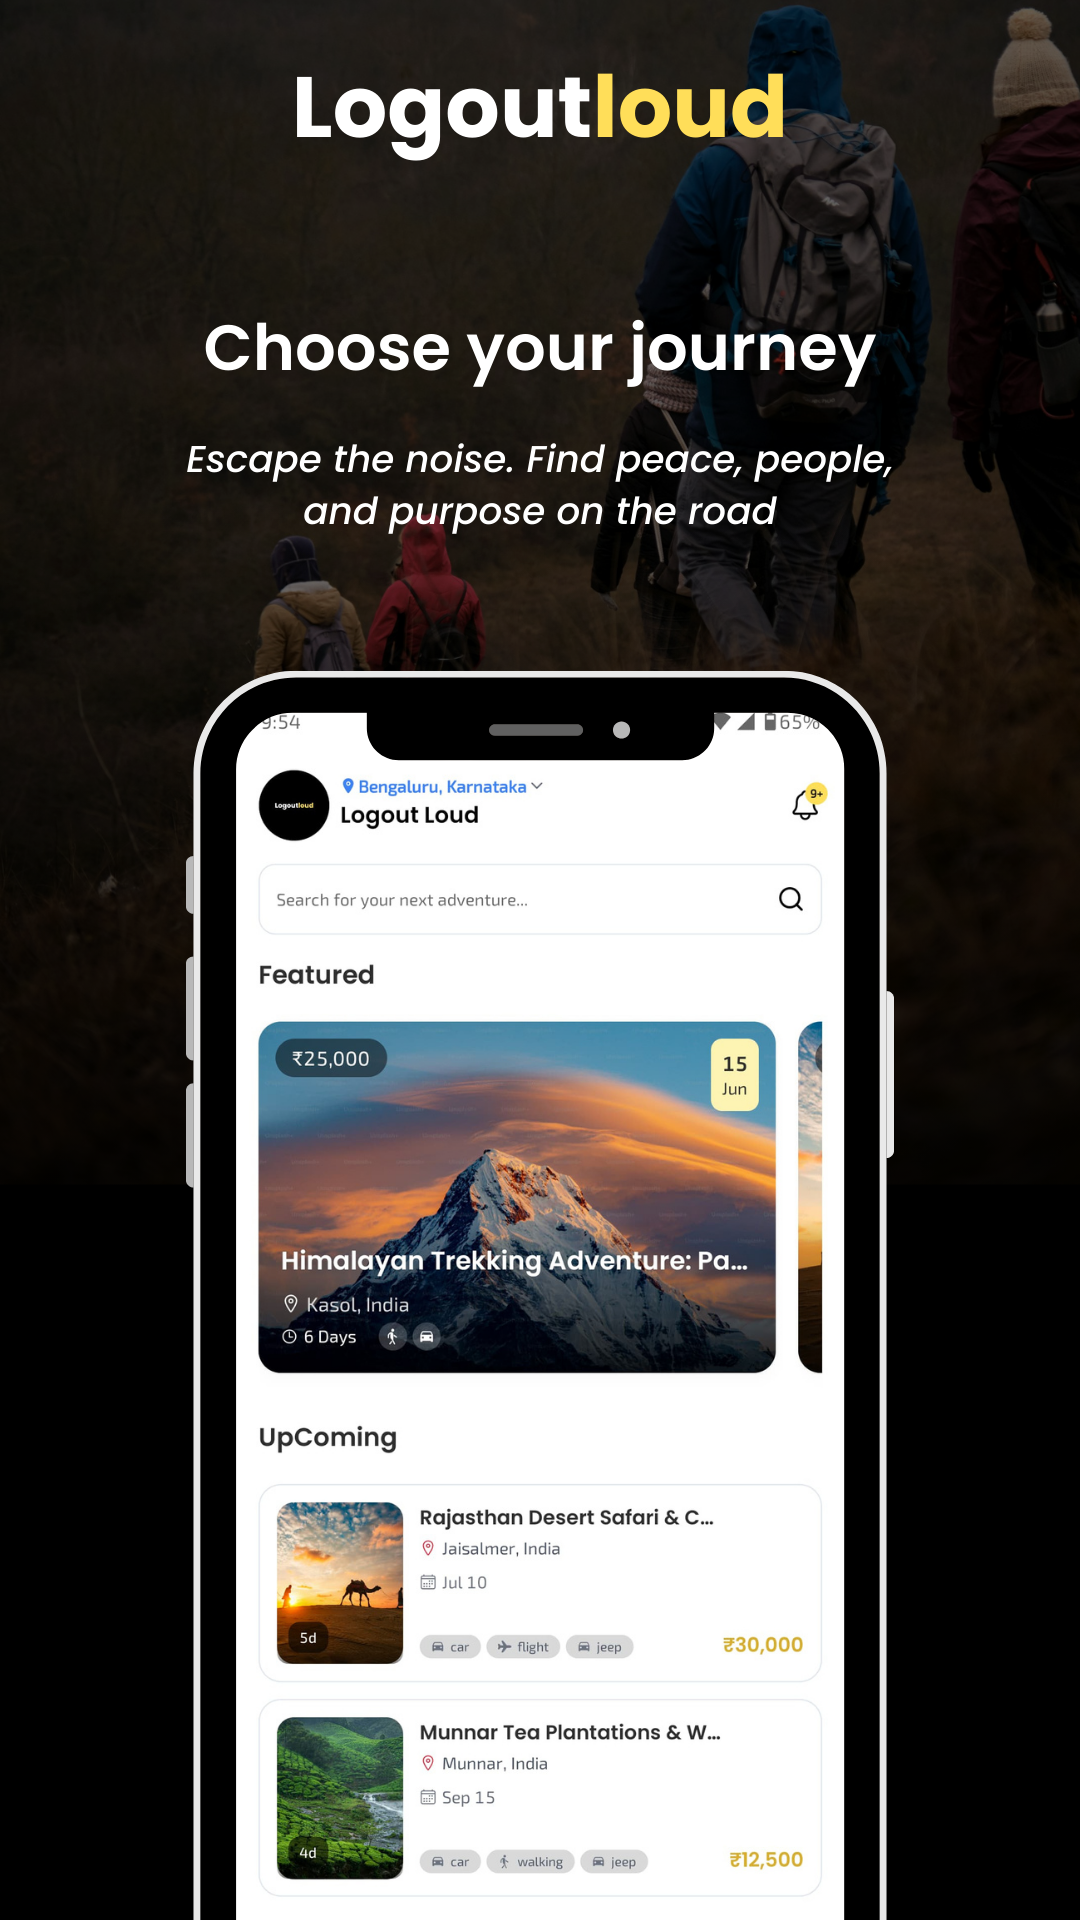 Logoutloud
Choose your journey
Escape the noise. Find peace, people,
and purpose on the road
9:54
65%
Logoutloud
Bengaluru, Karnataka
Logout Loud
9+
Search for your next adventure...
Featured
₹25,000
15
Jun
Himalayan Trekking Adventure: Pa...
Kasol, India
6 Days
UpComing
Rajasthan Desert Safari & C...
Jaisalmer, India
Jul 10
5d
car
flight
jeep
₹30,000
Munnar Tea Plantations & W...
Munnar, India
Sep 15
4d
car
walking
jeep
₹12,500